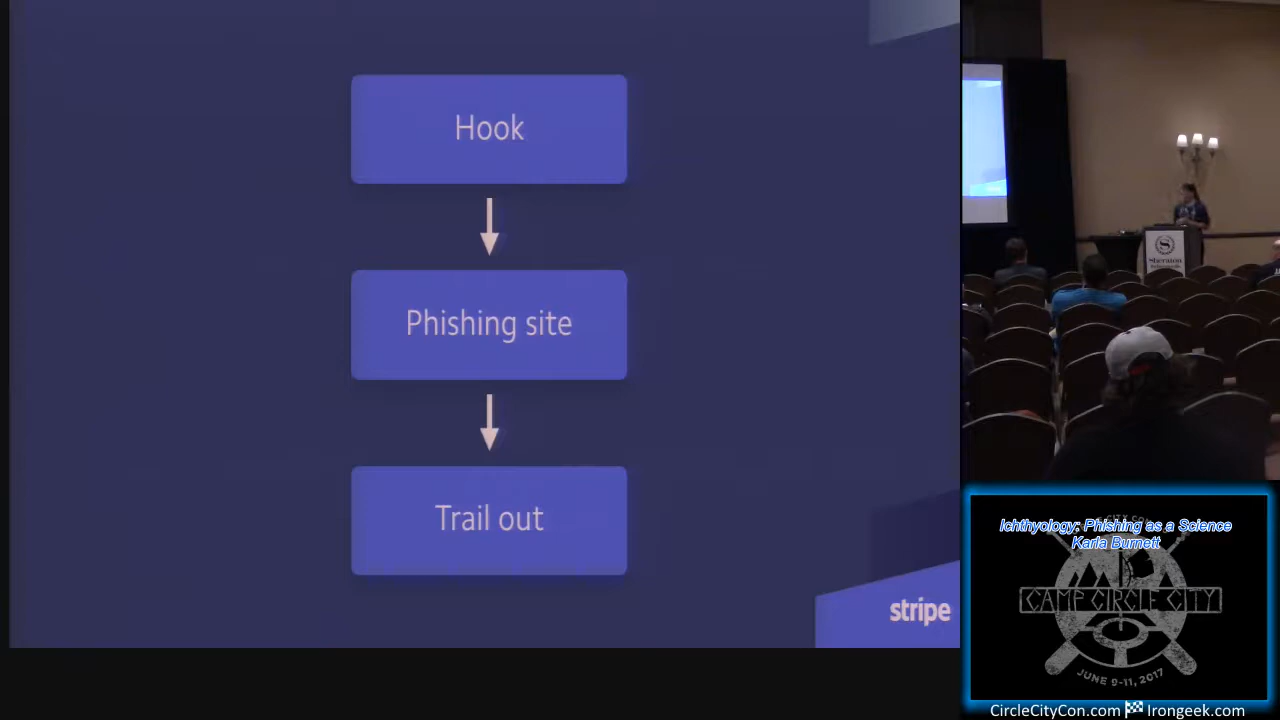 Hook
Phishing site
Trail out
stripe
Sheraton
Ichthyology: Phishing as a Science
Karla Burnett
CAMP CIRCLE CITY
JUNE 9-11, 2017
CircleCityCon.com Irongeek.com